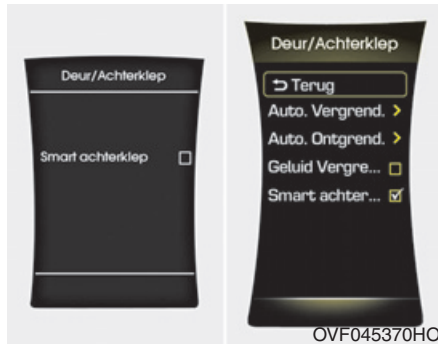 Deur/Achterklep
Smart achterklep
Deur/Achterklep
Terug
Auto. Vergrend. >
Auto. Ontgrend. >
Geluid Vergre...
Smart achter...
OVF045370HO